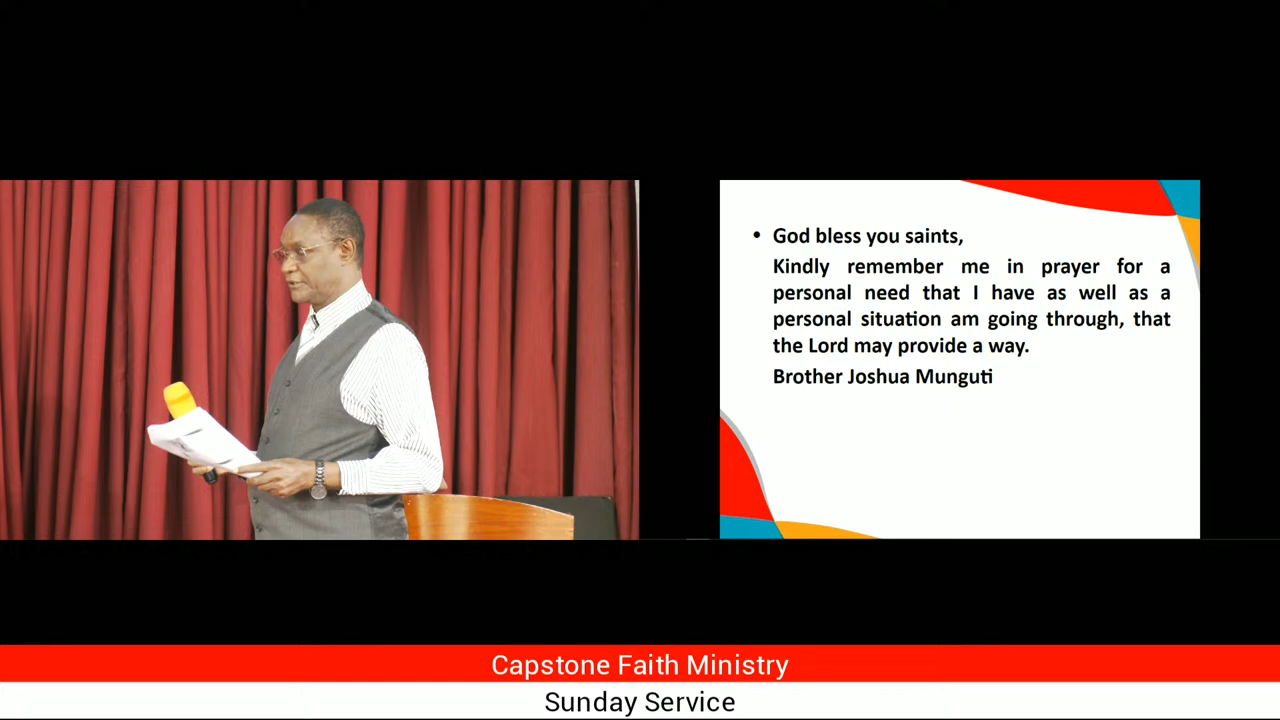 • God bless you saints,
Kindly remember me in prayer for a
personal need that I have as well as a
personal situation am going through, that
the Lord may provide a way.
Brother Joshua Munguti
Capstone Faith Ministry
Sunday Service